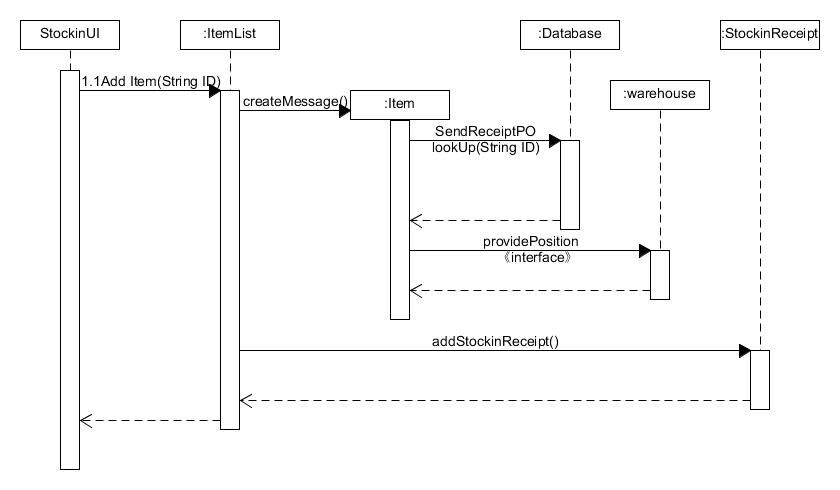 StockinUI
:ItemList
:Database
:StockinReceipt
1.1Add Item(String ID)
:warehouse
createMessage()
:Item
SendReceiptPO
lookUp(String ID)
providePosition
《interface》
addStockinReceipt()